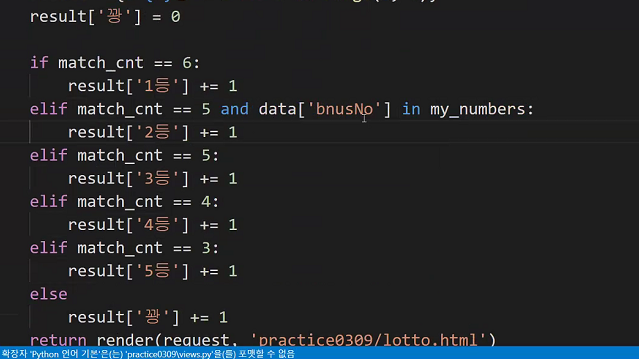 result['꽝'] = 0
if match_cnt == 6:
result['1등'] += 1
elif match_cnt == 5 and data['bnusNo'] in my_numbers:
result['2등'] += 1
elif match_cnt == 5:
result['3등'] += 1
elif match_cnt == 4:
result['4등'] += 1
elif match_cnt == 3:
result['5등'] += 1
else
result['꽝'] += 1
return render(request, 'practice0309/lotto.html')
확장자 'Python 언어 기본'은(는) 'practice0309\views.py'을(를) 포맷할 수 없음